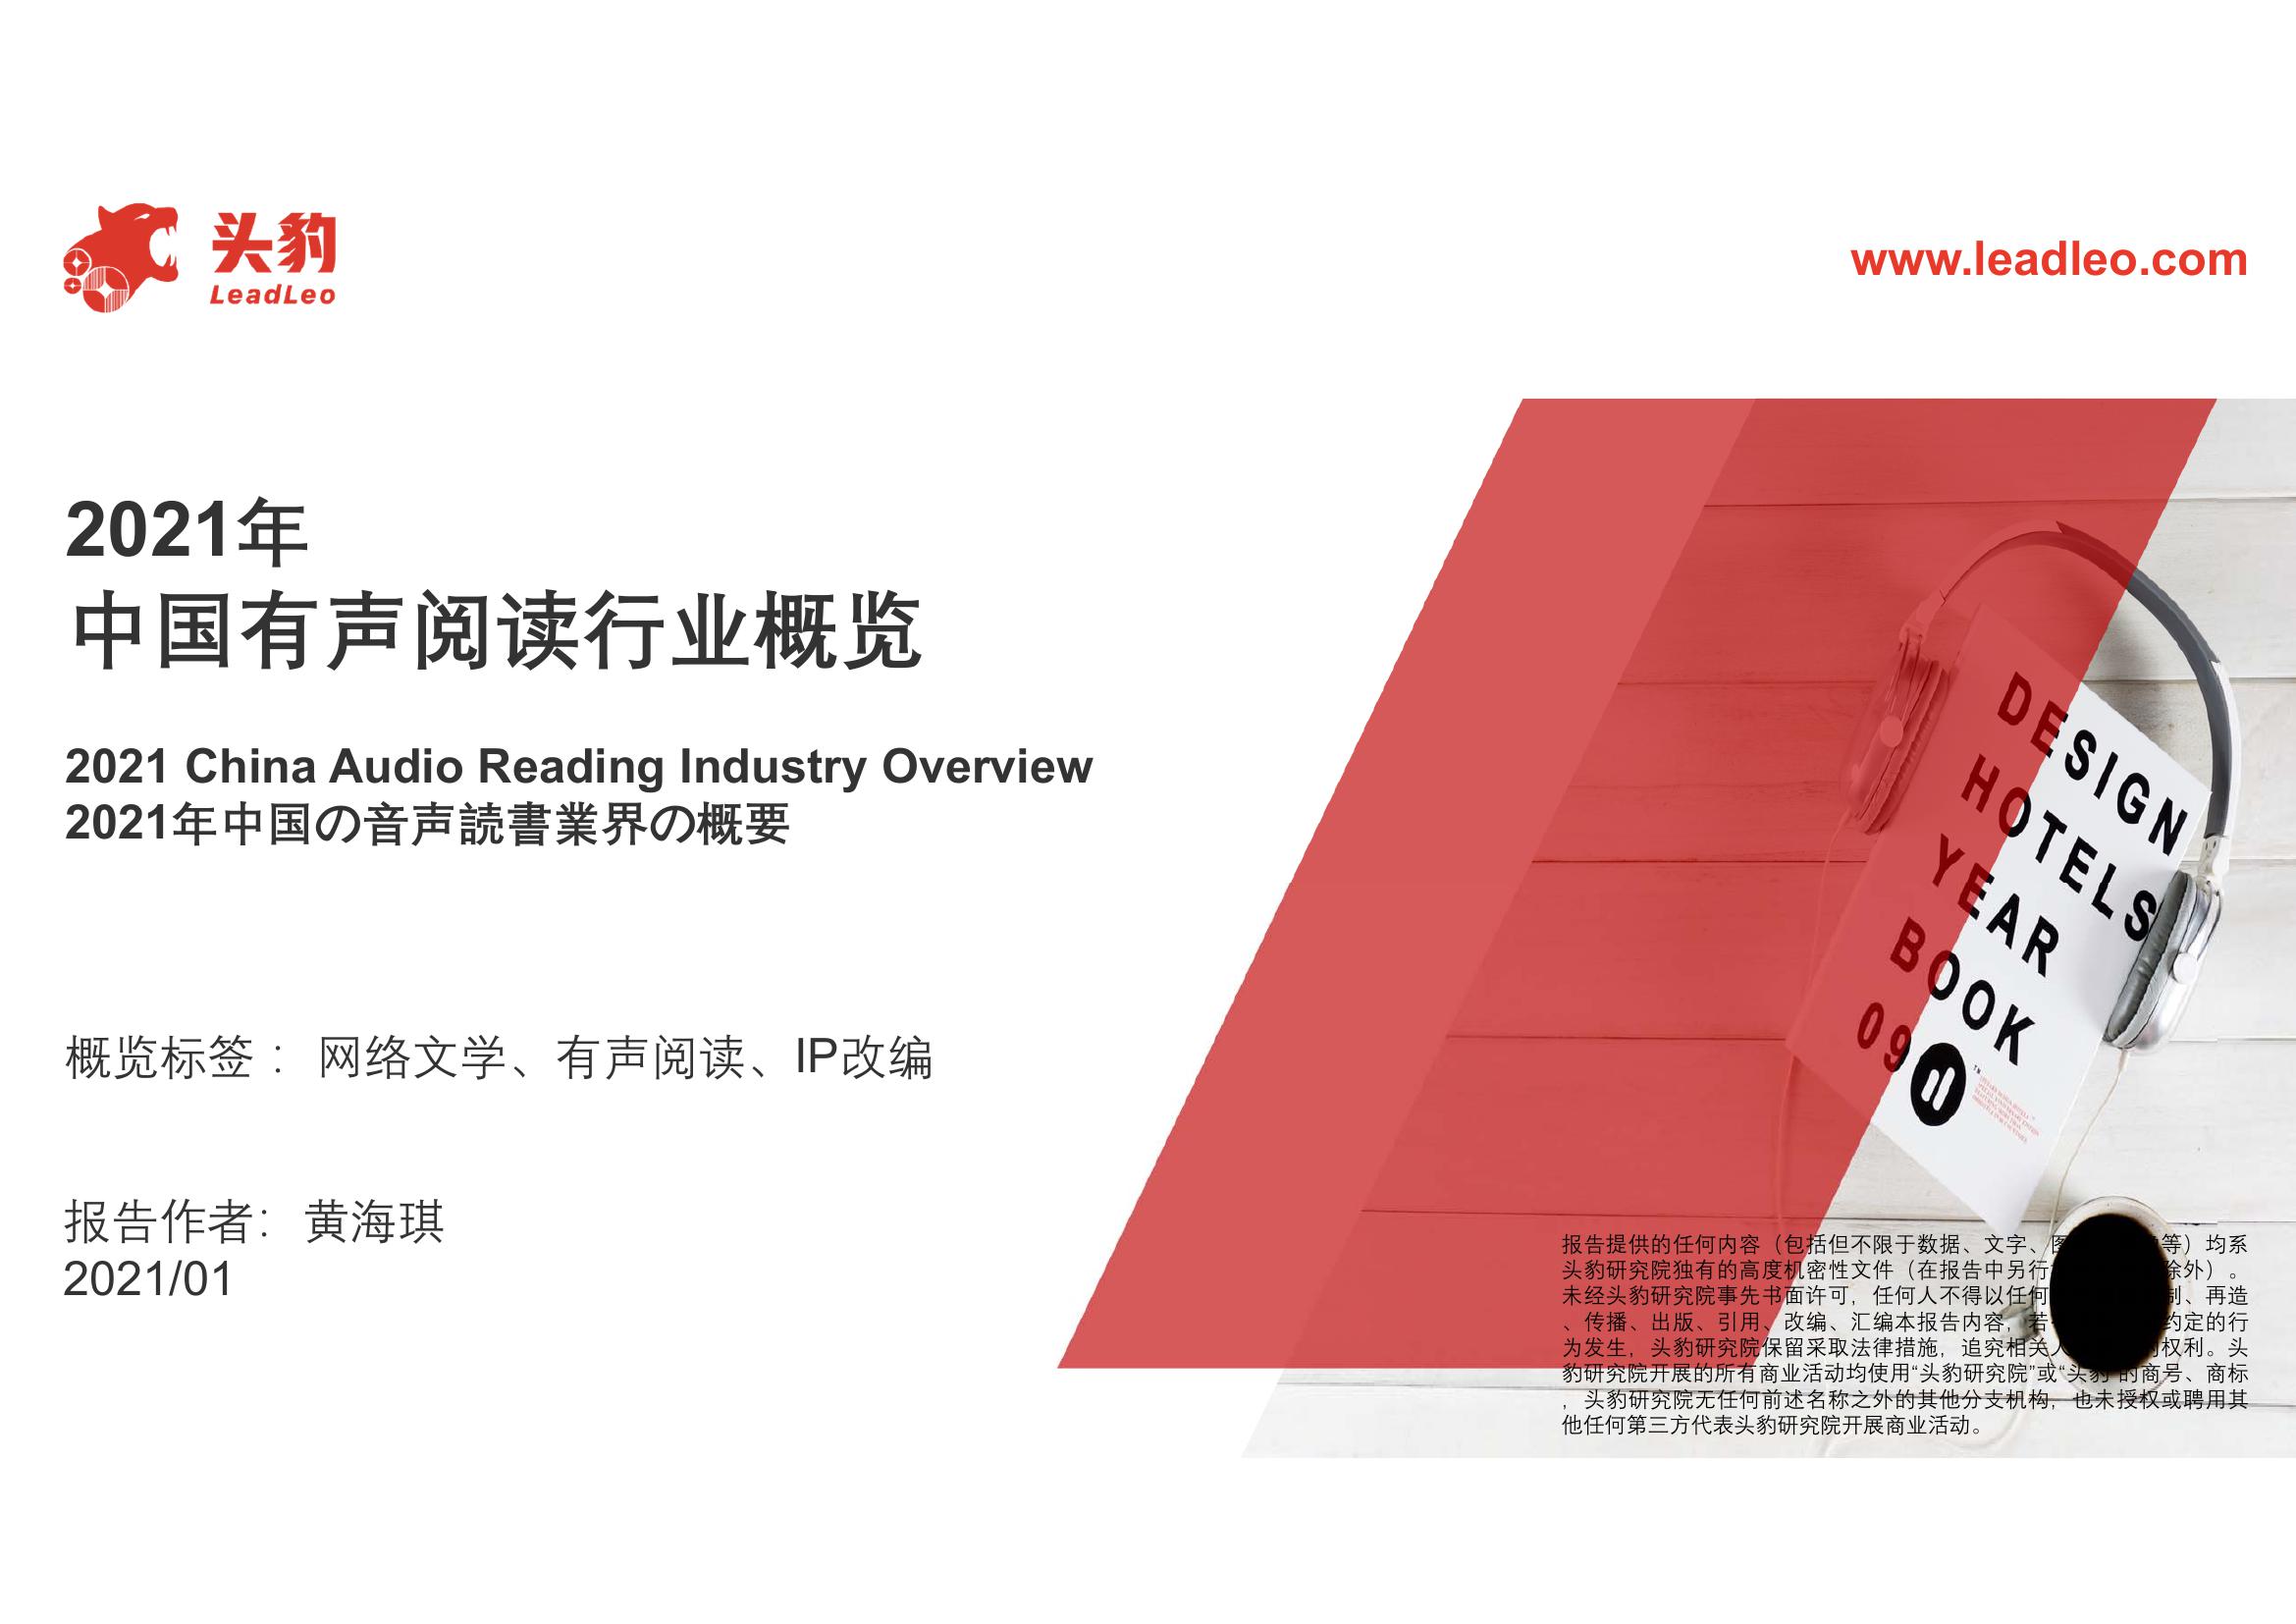 头豹
LeadLeo
www.leadleo.com
2021年
中国有声阅读行业概览
2021 China Audio Reading Industry Overview
2021年中国の音声読書業界の概要
概览标签： 网络文学、有声阅读、IP改编
报告作者： 黄海琪
2021/01
DESIGN
HOTELS
YEAR
BOOK
09
TM
报告提供的任何内容（包括但不限于数据、文字、图 等）均系
头豹研究院独有的高度机密性文件（在报告中另行 除外）。
未经头豹研究院事先书面许可，任何人不得以任何 制、再造
、传播、出版、引用、改编、汇编本报告内容，若 约定的行
为发生，头豹研究院保留采取法律措施，追究相关人 权利。头
豹研究院开展的所有商业活动均使用“头豹研究院”或“头豹”的商号、商标
，头豹研究院无任何前述名称之外的其他分支机构，也未授权或聘用其
他任何第三方代表头豹研究院开展商业活动。